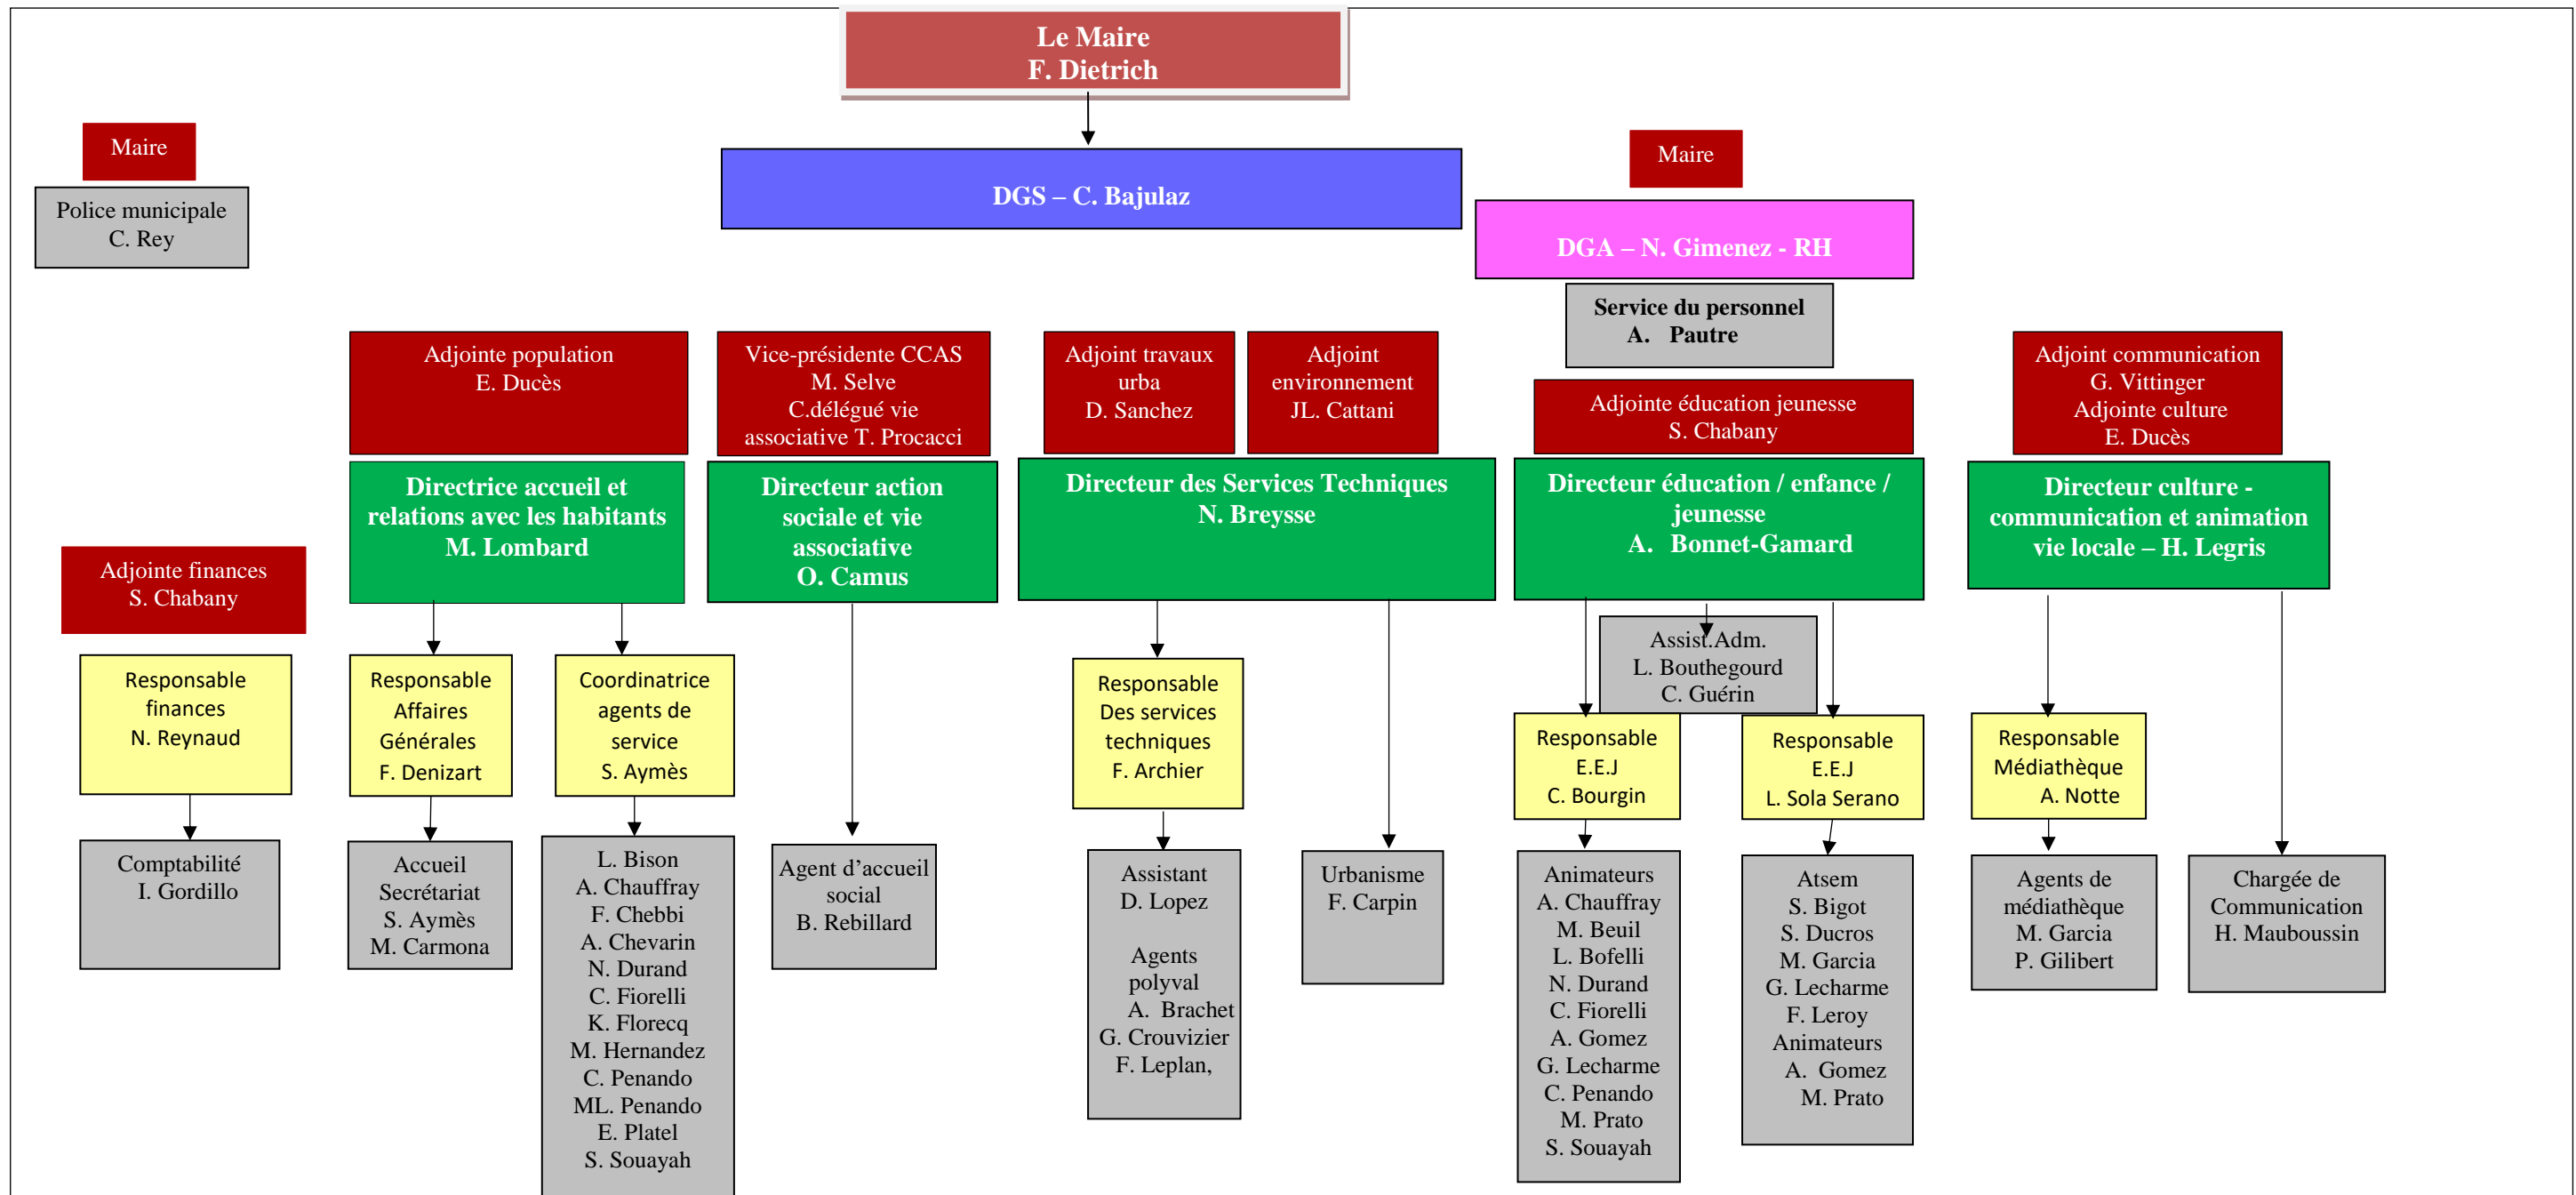 Le Maire
F. Dietrich
Maire
Police municipale
C. Rey
DGS – C. Bajulaz
Maire
DGA – N. Gimenez - RH
Service du personnel
A. Pautre
Adjointe population
E. Ducès
Vice-présidente CCAS
M. Selve
C.délégué vie
associative T. Procacci
Adjoint travaux
urba
D. Sanchez
Adjoint
environnement
JL. Cattani
Adjointe éducation jeunesse
S. Chabany
Adjoint communication
G. Vittinger
Adjointe culture
E. Ducès
Directrice accueil et
relations avec les habitants
M. Lombard
Directeur action
sociale et vie
associative
O. Camus
Directeur des Services Techniques
N. Breysse
Directeur éducation / enfance /
jeunesse
A. Bonnet-Gamard
Directeur culture -
communication et animation
vie locale – H. Legris
Adjointe finances
S. Chabany
Responsable
finances
N. Reynaud
Responsable
Affaires
Générales
F. Denizart
Coordinatrice
agents de
service
S. Aymès
Responsable
Des services
techniques
F. Archier
Assist.Adm.
L. Bouthegourd
C. Guérin
Responsable
E.E.J
C. Bourgin
Responsable
E.E.J
L. Sola Serano
Responsable
Médiathèque
A. Notte
Comptabilité
I. Gordillo
Accueil
Secrétariat
S. Aymès
M. Carmona
L. Bison
A. Chauffray
F. Chebbi
A. Chevarin
N. Durand
C. Fiorelli
K. Florecq
M. Hernandez
C. Penando
ML. Penando
E. Platel
S. Souayah
Agent d’accueil
social
B. Rebillard
Assistant
D. Lopez
Agents
polyval
A. Brachet
G. Crouvizier
F. Leplan,
Urbanisme
F. Carpin
Animateurs
A. Chauffray
M. Beuil
L. Bofelli
N. Durand
C. Fiorelli
A. Gomez
G. Lecharme
C. Penando
M. Prato
S. Souayah
Atsem
S. Bigot
S. Ducros
M. Garcia
G. Lecharme
F. Leroy
Animateurs
A. Gomez
M. Prato
Agents de
médiathèque
M. Garcia
P. Gilibert
Chargée de
Communication
H. Mauboussin